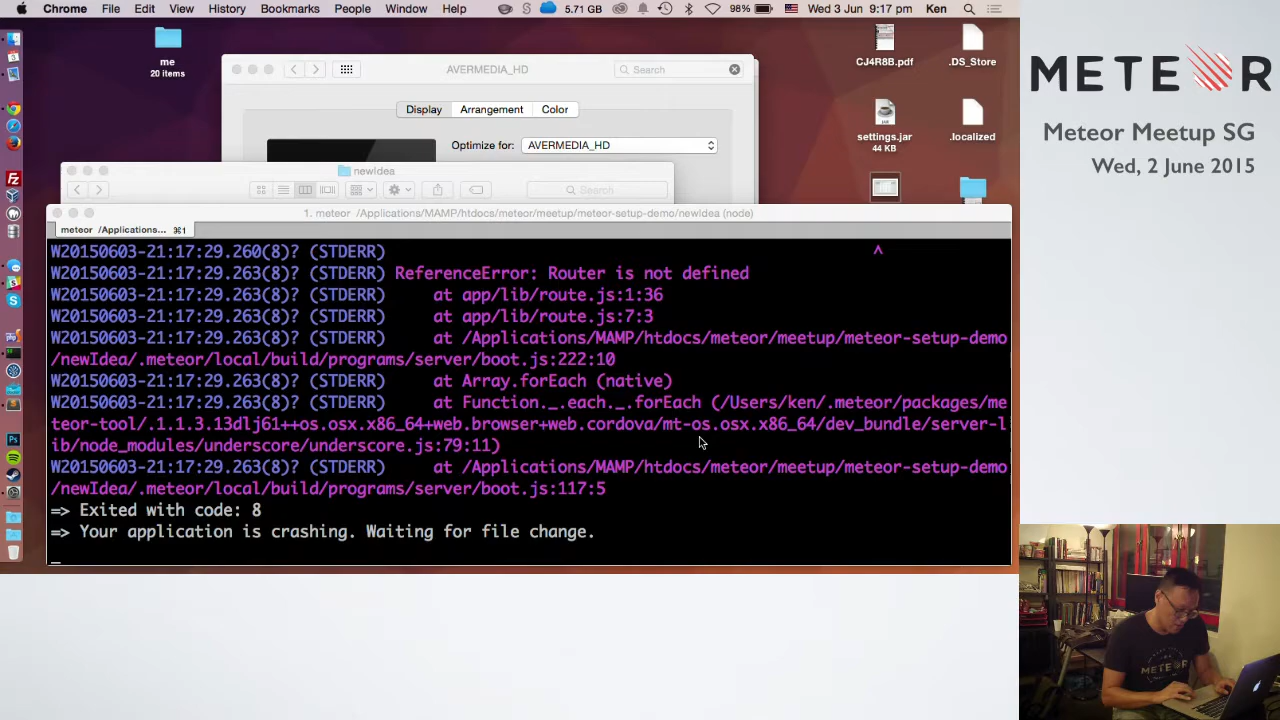 Chrome File Edit View History Bookmarks People Window Help 5.71 GB 98% Wed 3 Jun 9:17 pm Ken
me
20 items
CJ4R8B.pdf
.DS_Store
settings.jar
44 KB
.localized
AVERMEDIA_HD
Search
Display Arrangement Color
Optimize for: AVERMEDIA_HD
newIdea
Search
1. meteor /Applications/MAMP/htdocs/meteor/meetup/meteor-setup-demo/newIdea (node)
meteor /Applications... ⌘1
W20150603-21:17:29.260(8)? (STDERR) ^
W20150603-21:17:29.263(8)? (STDERR) ReferenceError: Router is not defined
W20150603-21:17:29.263(8)? (STDERR) at app/lib/route.js:1:36
W20150603-21:17:29.263(8)? (STDERR) at app/lib/route.js:7:3
W20150603-21:17:29.263(8)? (STDERR) at /Applications/MAMP/htdocs/meteor/meetup/meteor-setup-demo
/newIdea/.meteor/local/build/programs/server/boot.js:222:10
W20150603-21:17:29.263(8)? (STDERR) at Array.forEach (native)
W20150603-21:17:29.263(8)? (STDERR) at Function._.each._.forEach (/Users/ken/.meteor/packages/me
teor-tool/.1.1.3.13dlj61++os.osx.x86_64+web.browser+web.cordova/mt-os.osx.x86_64/dev_bundle/server-l
ib/node_modules/underscore/underscore.js:79:11)
W20150603-21:17:29.263(8)? (STDERR) at /Applications/MAMP/htdocs/meteor/meetup/meteor-setup-demo
/newIdea/.meteor/local/build/programs/server/boot.js:117:5
=> Exited with code: 8
=> Your application is crashing. Waiting for file change.
METEOR
Meteor Meetup SG
Wed, 2 June 2015
METEOR